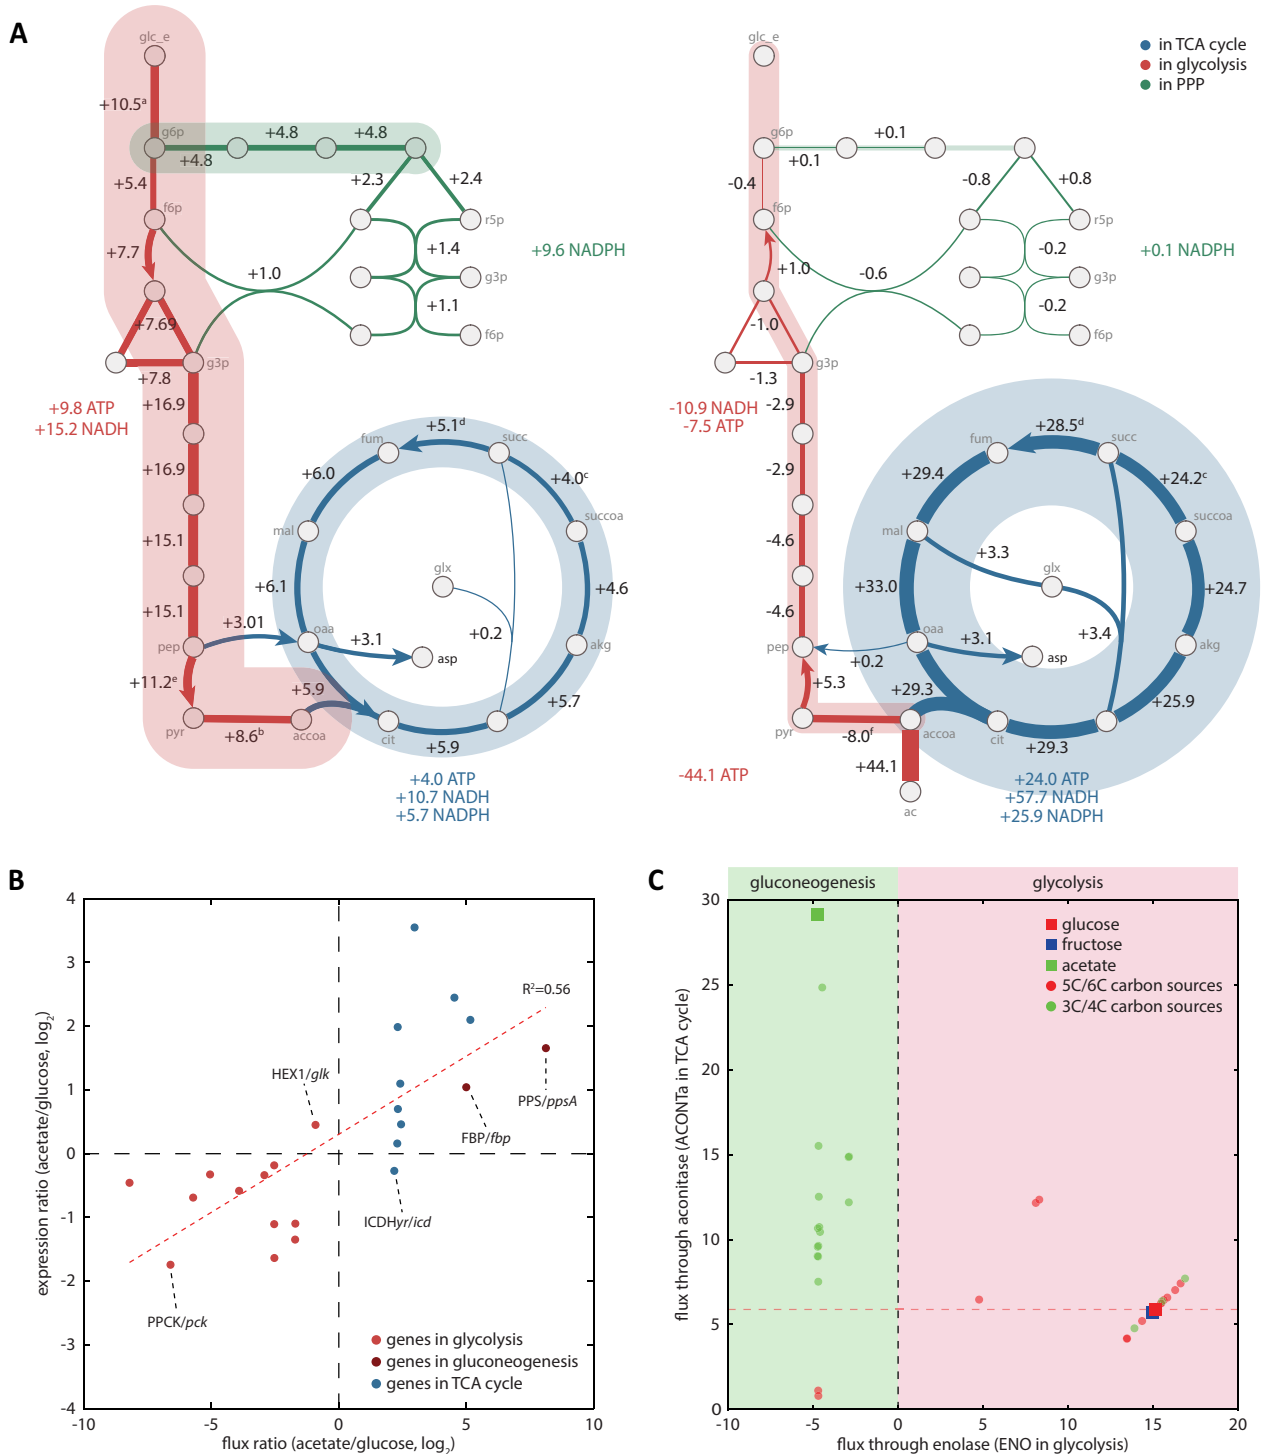 A
glc_e
+10.5ᵃ
g6p
+4.8
+4.8
+4.8
+5.4
+2.3
+2.4
f6p
r5p
+7.7
+1.4
+9.6 NADPH
+1.0
g3p
+1.1
+7.69
f6p
g3p
+7.8
+9.8 ATP
+15.2 NADH
+16.9
+16.9
+15.1
+15.1
pep
+3.01
+11.2ᵉ
pyr
+8.6ᵇ
accoa
+5.9
fum
+5.1ᵈ
succ
+6.0
+4.0ᶜ
mal
succoa
+6.1
glx
+4.6
+0.2
oaa
+3.1
asp
akg
+5.7
cit
+5.9
+4.0 ATP
+10.7 NADH
+5.7 NADPH
in TCA cycle
in glycolysis
in PPP
glc_e
g6p
+0.1
+0.1
-0.4
-0.8
+0.8
f6p
r5p
-0.2
+0.1 NADPH
+1.0
-0.6
g3p
-0.2
-1.0
f6p
g3p
-1.3
-10.9 NADH
-7.5 ATP
-2.9
-2.9
-4.6
-4.6
pep
+0.2
+5.3
pyr
-8.0ᶠ
accoa
+44.1
-44.1 ATP
ac
fum
+28.5ᵈ
succ
+29.4
+24.2ᶜ
mal
succoa
+3.3
glx
+33.0
+24.7
+3.4
oaa
+3.1
asp
akg
+29.3
+25.9
cit
+29.3
+24.0 ATP
+57.7 NADH
+25.9 NADPH
B
expression ratio (acetate/glucose, log₂)
4
3
2
1
0
-1
-2
-3
-4
R²=0.56
HEX1/glk
PPS/ppsA
FBP/fbp
ICDHyr/icd
PPCK/pck
genes in glycolysis
genes in gluconeogenesis
genes in TCA cycle
-10
-5
0
5
10
flux ratio (acetate/glucose, log₂)
C
gluconeogenesis
glycolysis
flux through aconitase (ACONTa in TCA cycle)
30
25
20
15
10
5
0
glucose
fructose
acetate
5C/6C carbon sources
3C/4C carbon sources
-10
-5
0
5
10
15
20
flux through enolase (ENO in glycolysis)